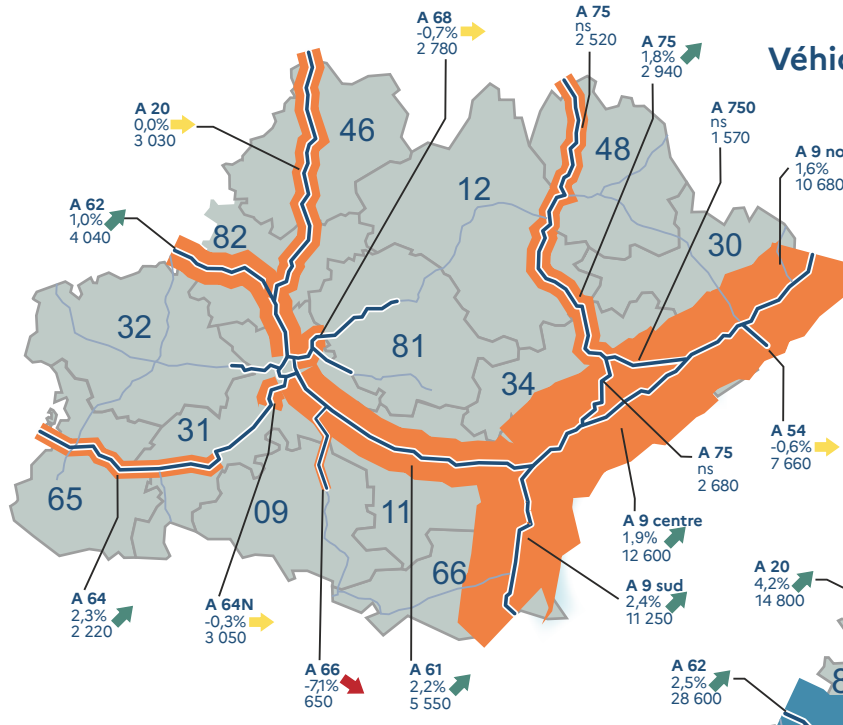 A 68
-0,7%
2 780
A 75
ns
2 520
A 75
1,8%
2 940
Véhic
A 20
0,0%
3 030
46
48
A 750
ns
1 570
A 9 no
1,6%
10 680
12
A 62
1,0%
4 040
82
30
32
81
34
31
A 54
-0,6%
7 660
A 75
ns
2 680
65
09
11
A 9 centre
1,9%
12 600
66
A 9 sud
2,4%
11 250
A 20
4,2%
14 800
A 64
2,3%
2 220
A 64N
-0,3%
3 050
A 66
-7,1%
650
A 61
2,2%
5 550
A 62
2,5%
28 600
8